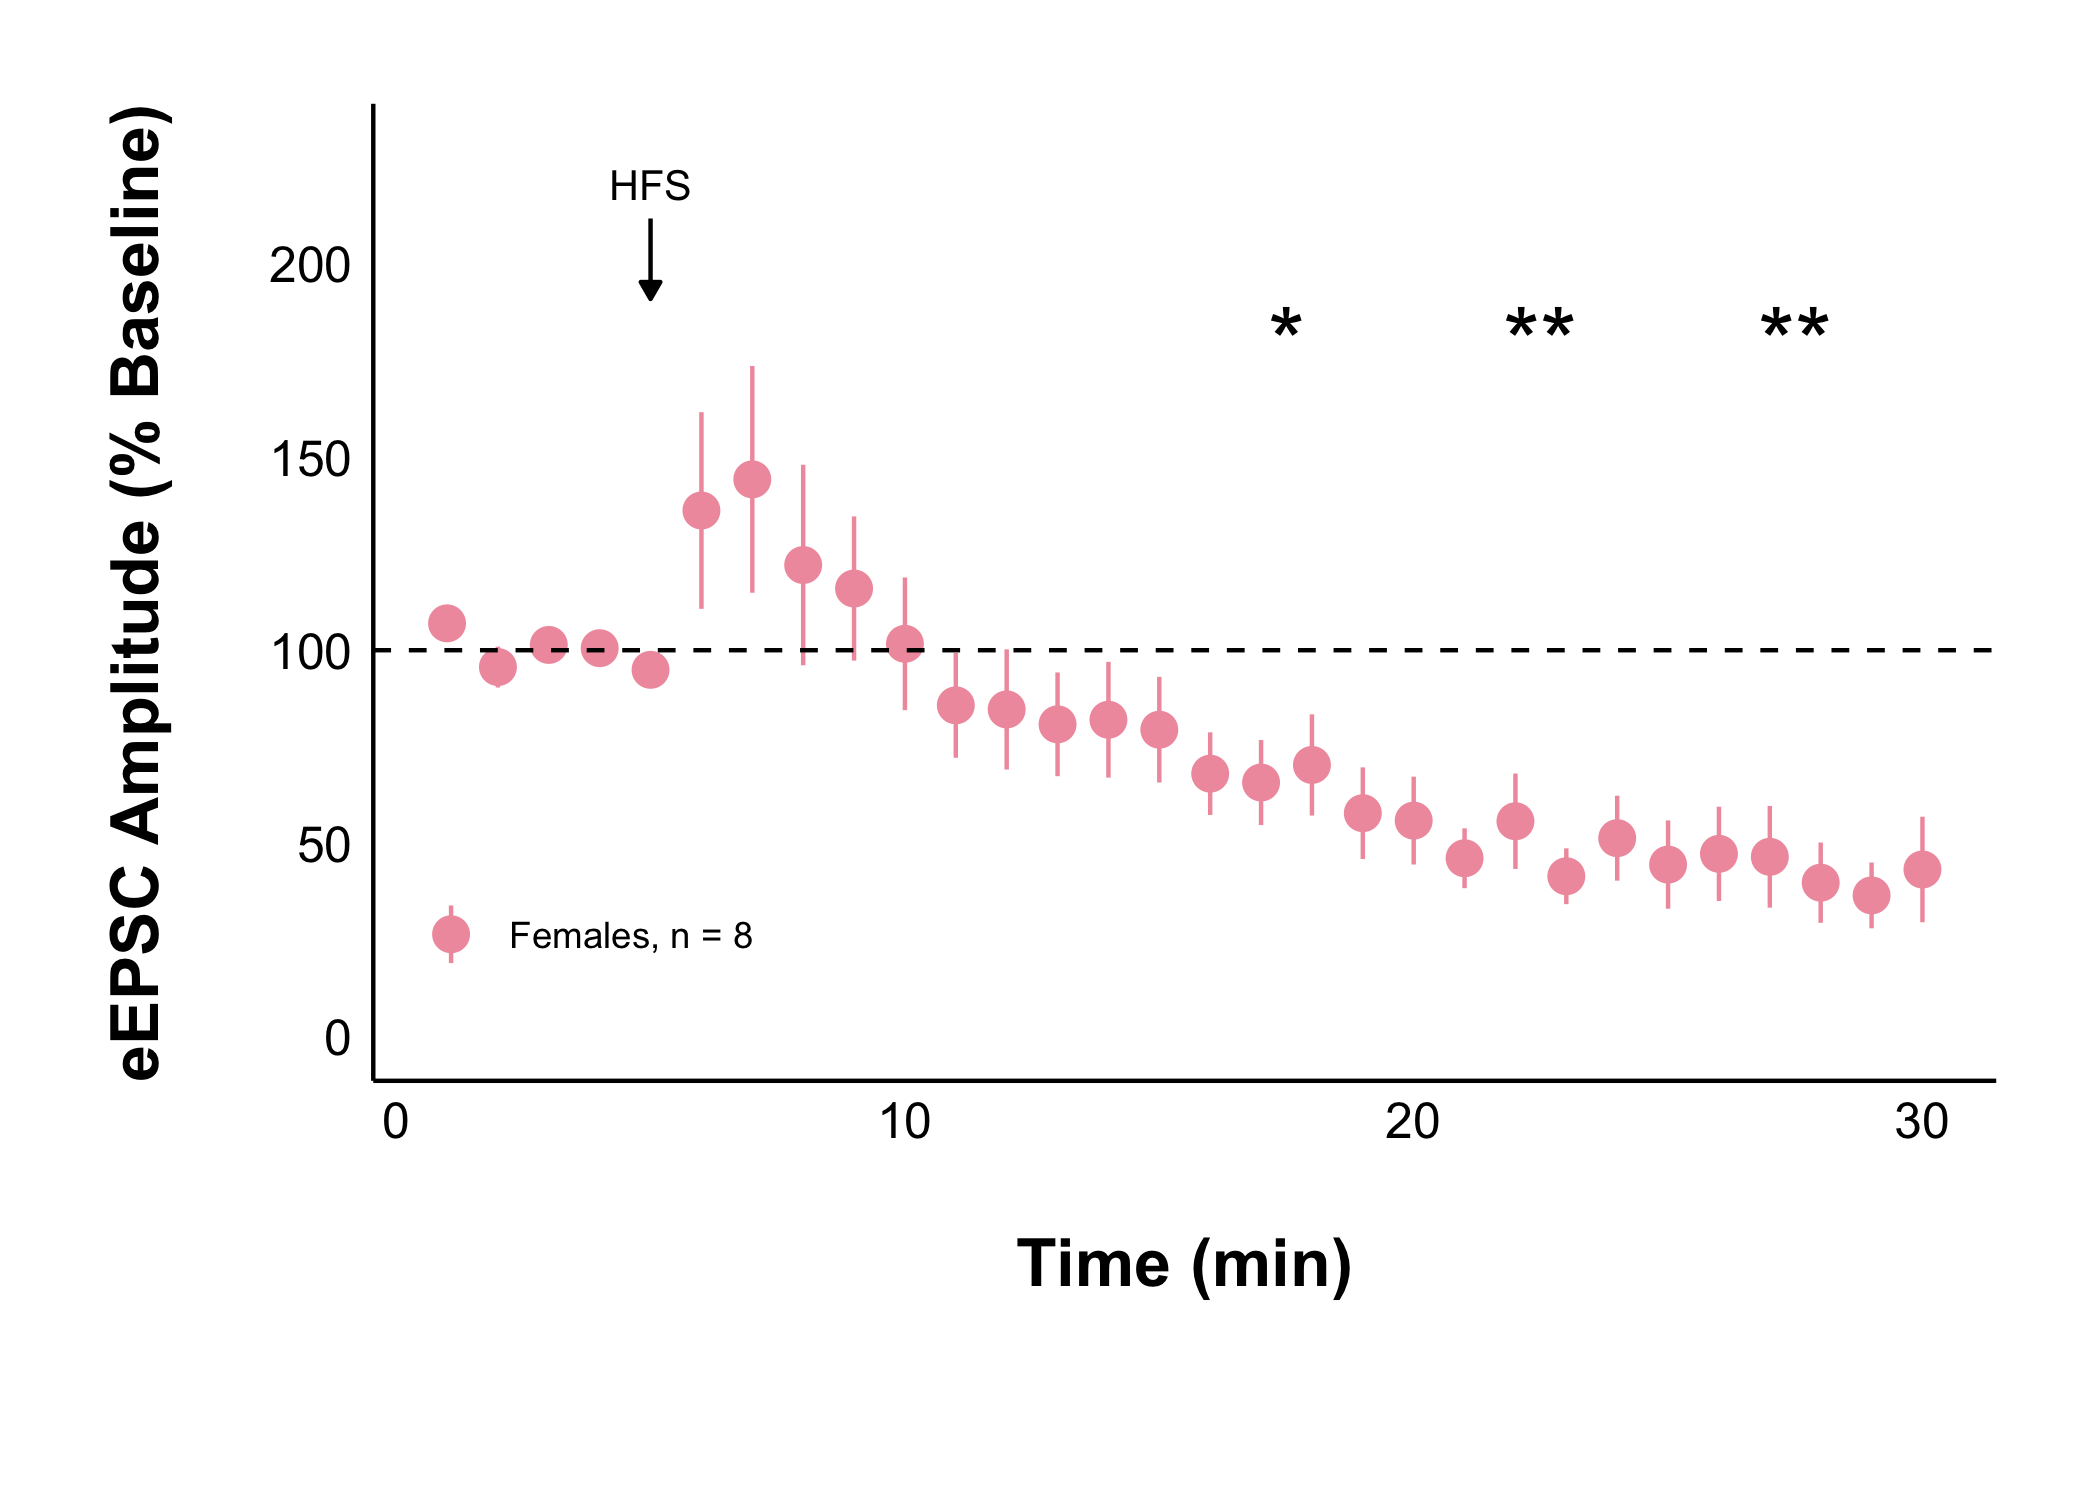 eEPSC Amplitude (% Baseline)
HFS
200
* ** **
150
100
50
Females, n = 8
0
0 10 20 30
Time (min)